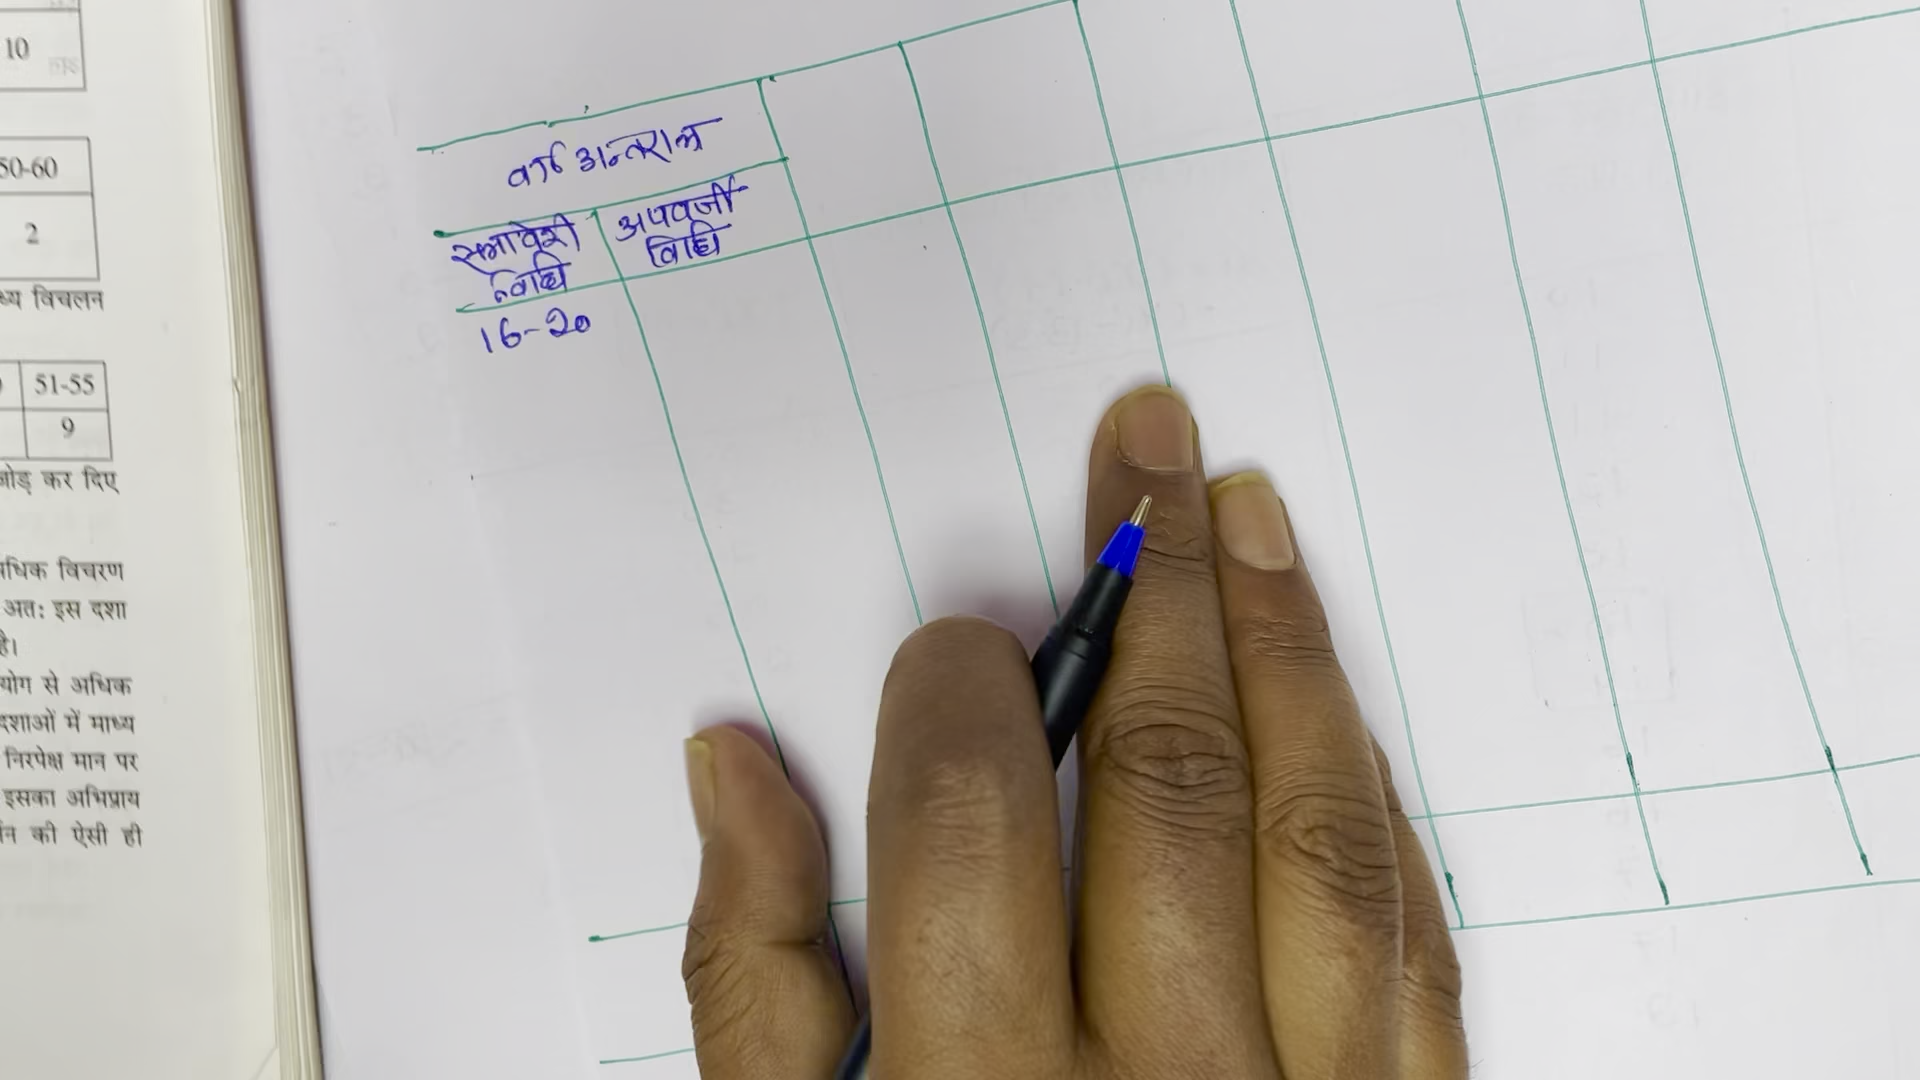 10
50-60
2
ध्य विचलन
51-55
9
जोड़ कर दिए
अधिक विचरण
अत: इस दशा
है।
योग से अधिक
दशाओं में माध्य
निरपेक्ष मान पर
इसका अभिप्राय
की ऐसी ही
वर्ग अन्तराल
समावेशी
विधि
अपवर्जी
विधि
16-20